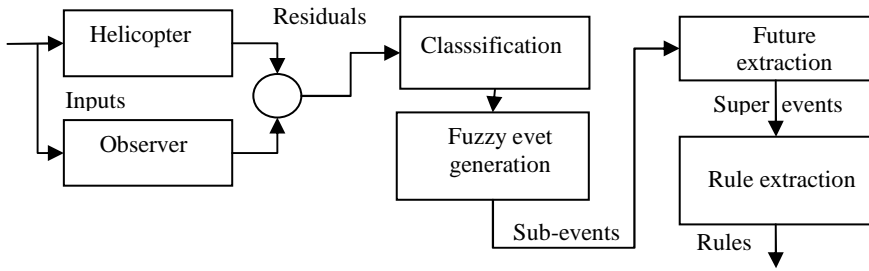 Residuals
Helicopter
Inputs
Observer
Classsification
Fuzzy evet
generation
Sub-events
Future
extraction
Super events
Rule extraction
Rules